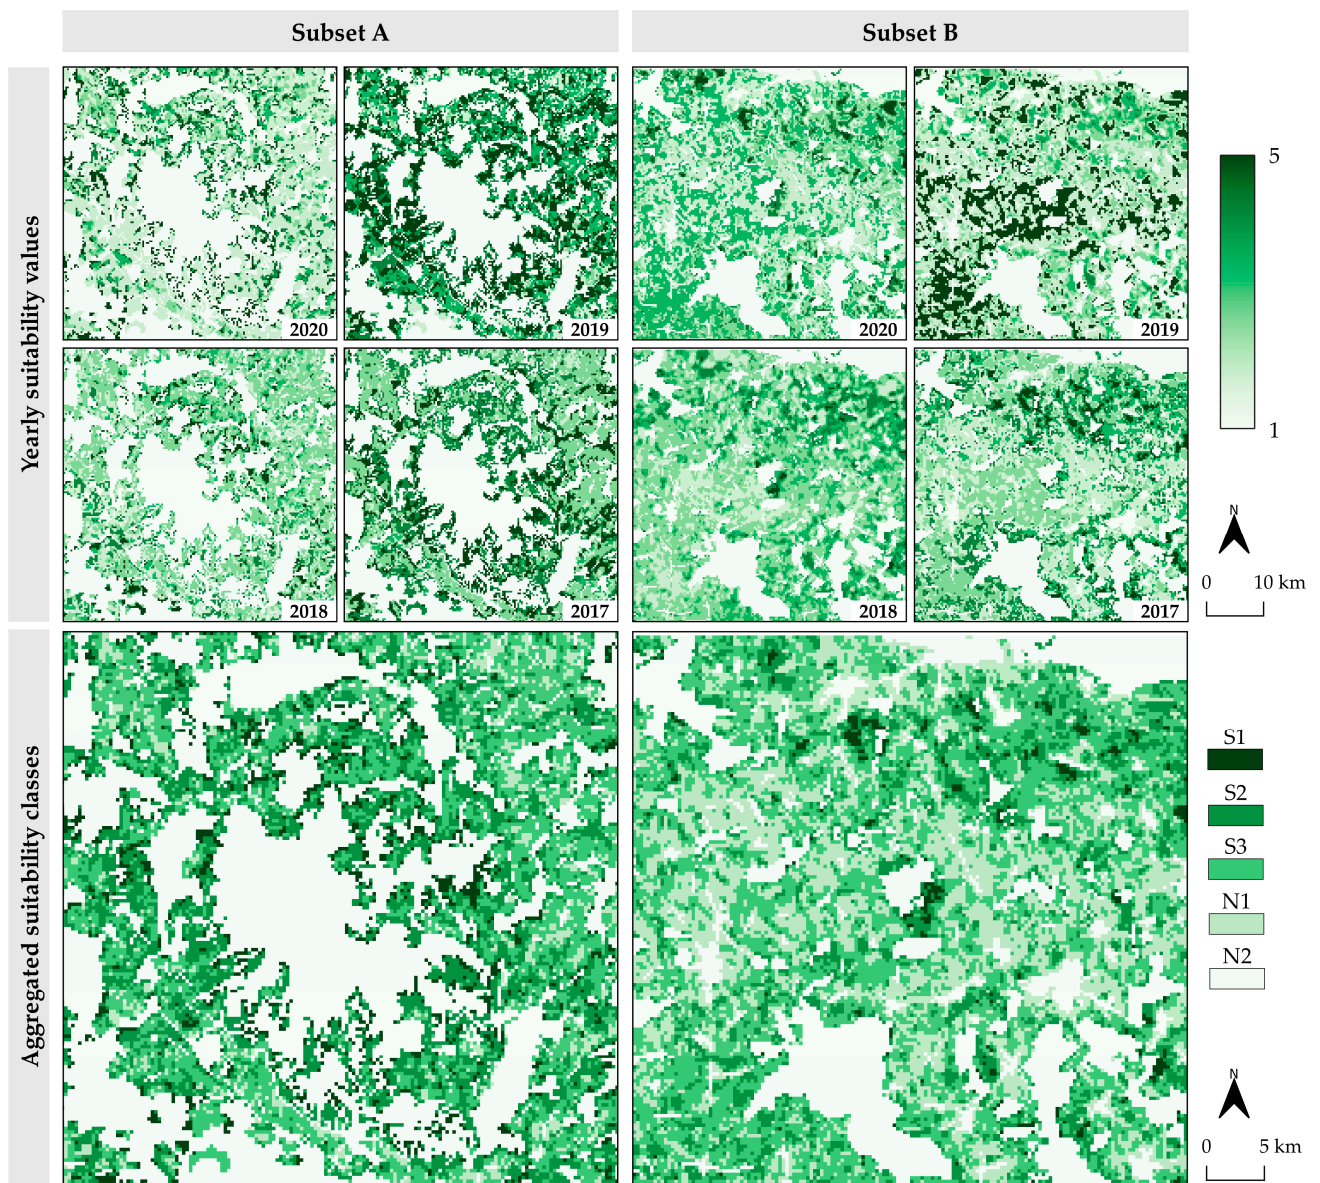 Subset A
Subset B
Yearly suitability values
2020
2019
2020
2019
5
1
2018
2017
2018
2017
N
0 10 km
Aggregated suitability classes
S1
S2
S3
N1
N2
N
0 5 km